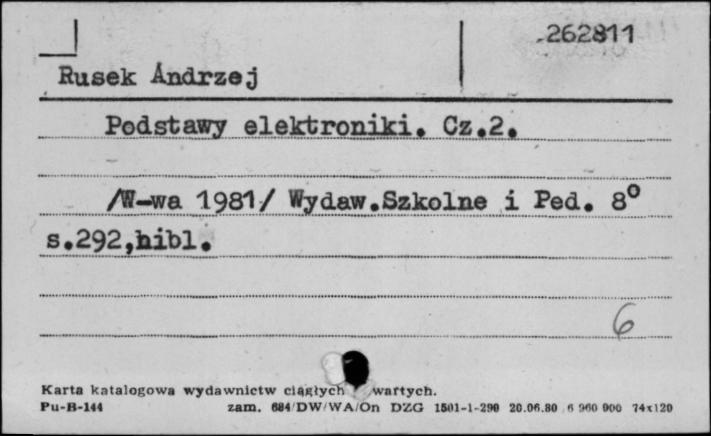 262811
Rusek Andrzej
Podstawy elektroniki. Cz.2.
/W-wa 1981/ Wydaw.Szkolne i Ped. 8°
s.292,bibl.
6
Karta katalogowa wydawnictw ciągłych wartych.
Pu-B-144 zam. 684/DW/WA/On DZG 1501-1-290 20.06.80 6 960 000 74x120